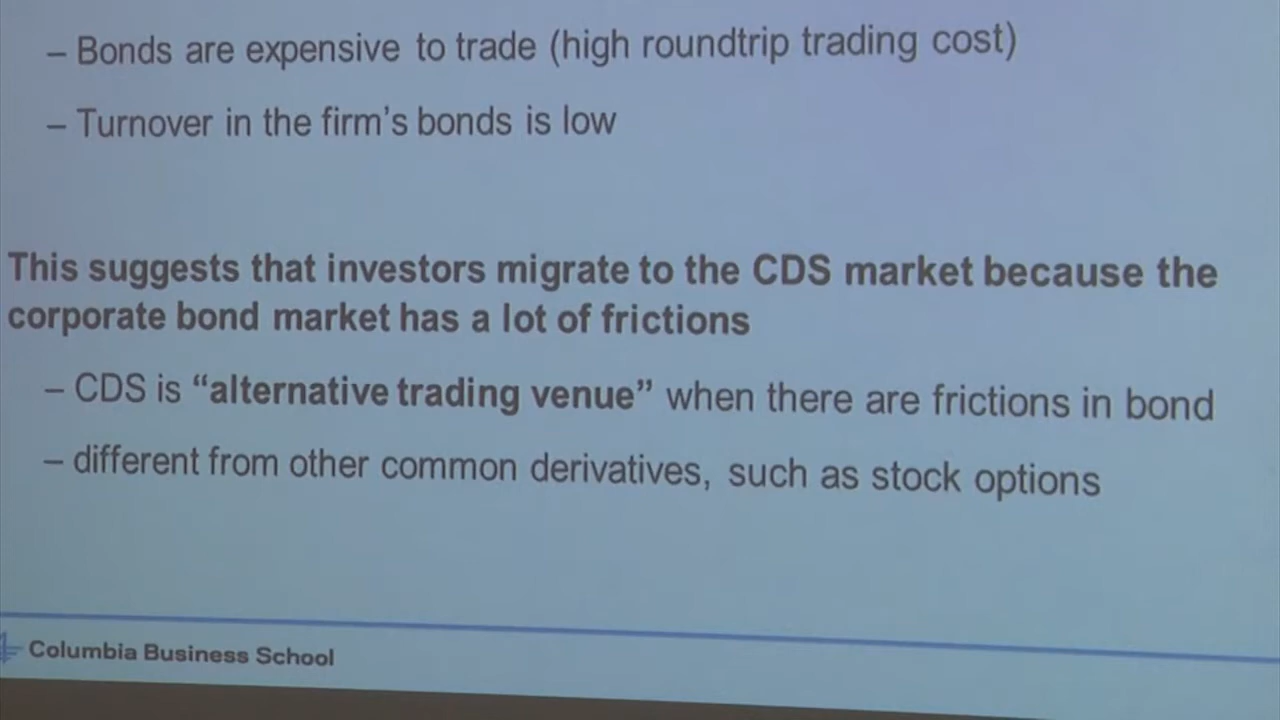 – Bonds are expensive to trade (high roundtrip trading cost)
– Turnover in the firm’s bonds is low
This suggests that investors migrate to the CDS market because the
corporate bond market has a lot of frictions
– CDS is “alternative trading venue” when there are frictions in bond
– different from other common derivatives, such as stock options
Columbia Business School